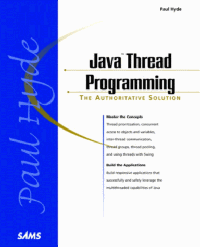 Paul Hyde
Java™ Thread
Programming
THE AUTHORITATIVE SOLUTION
Paul Hyde
Master the Concepts
Thread prioritization, concurrent
access to objects and variables,
inter-thread communication,
thread groups, thread pooling,
and using threads with Swing
Build the Applications
Build responsive applications that
successfully and safely leverage the
multithreaded capabilities of Java
SAMS